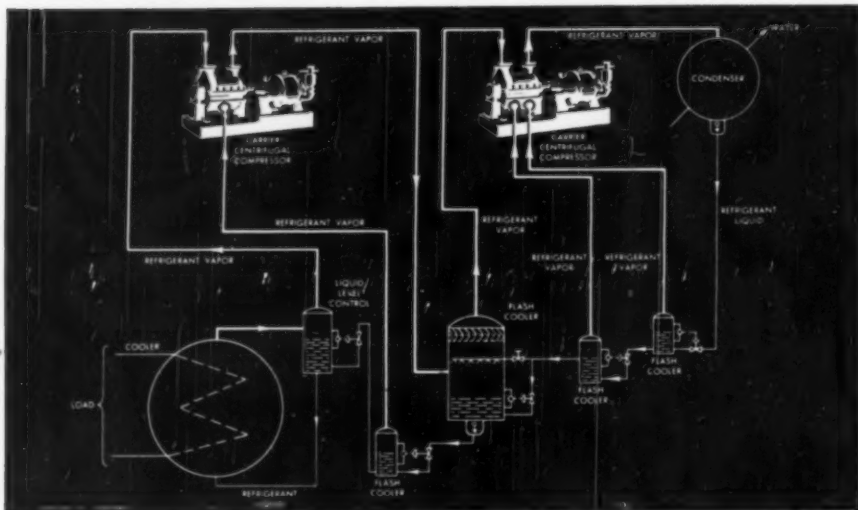 REFRIGERANT VAPOR
REFRIGERANT VAPOR
WATER
CONDENSER
CARRIER
CENTRIFUGAL
COMPRESSOR
CARRIER
CENTRIFUGAL
COMPRESSOR
REFRIGERANT VAPOR
REFRIGERANT
VAPOR
REFRIGERANT
LIQUID
REFRIGERANT VAPOR
REFRIGERANT
VAPOR
REFRIGERANT
VAPOR
LIQUID
LEVEL
CONTROL
FLASH
COOLER
COOLER
FLASH
COOLER
FLASH
COOLER
LOAD
FLASH
COOLER
REFRIGERANT